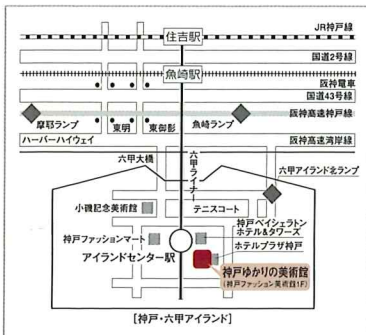 JR神戸線
住吉駅
国道2号線
魚崎駅
阪神電車
国道43号線
阪神高速神戸線
摩耶ランプ
東明
東御影
魚崎ランプ
ハーバーハイウェイ
阪神高速湾岸線
六甲大橋
六甲ライナー
六甲アイランド北ランプ
小磯記念美術館
テニスコート
神戸ベイシェラトン
ホテル&タワーズ
神戸ファッションマート
ホテルプラザ神戸
アイランドセンター駅
神戸ゆかりの美術館
(神戸ファッション美術館1F)
[神戸・六甲アイランド]